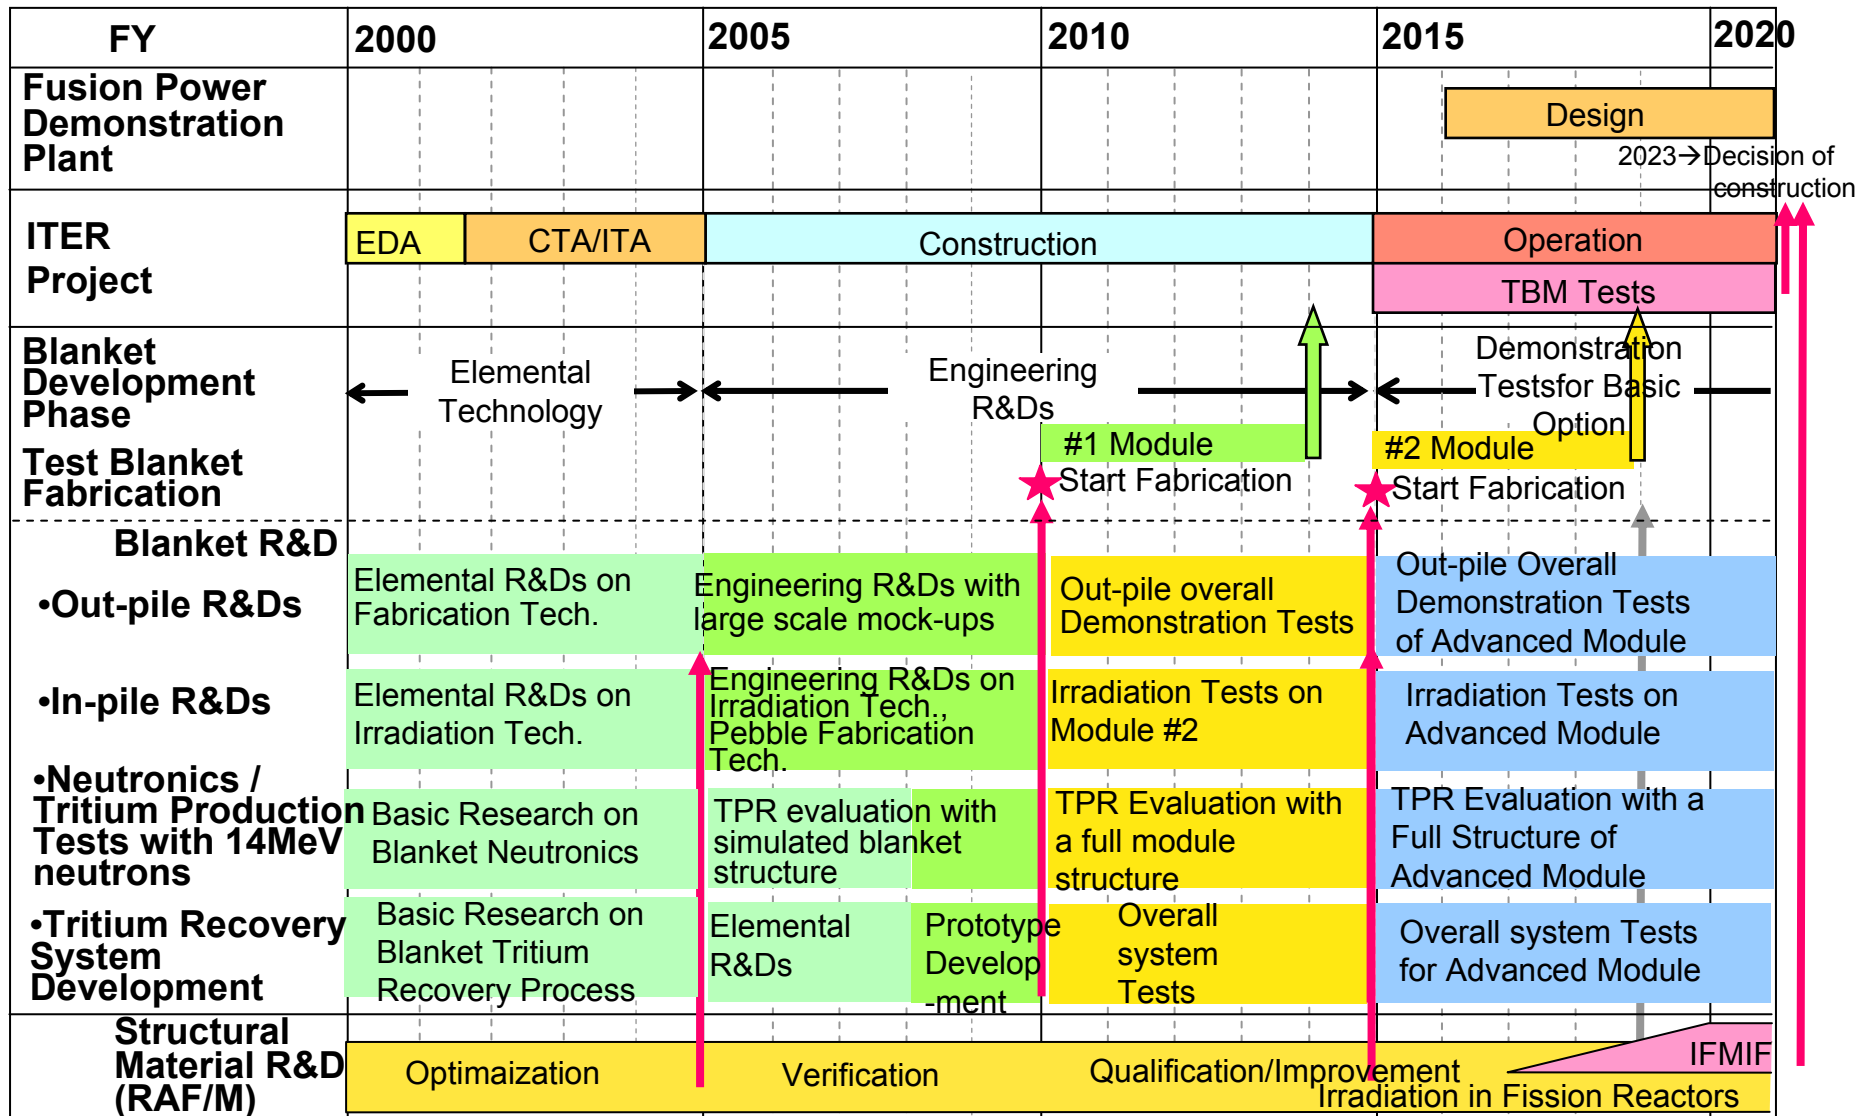 FY
2000
2005
2010
2015
2020
Fusion Power
Demonstration
Plant
Design
2023→Decision of
construction
ITER
Project
EDA
CTA/ITA
Construction
Operation
TBM Tests
Blanket
Development
Phase
Elemental
Technology
Engineering
R&Ds
Demonstration
Testsfor Basic
Option
Test Blanket
Fabrication
#1 Module
Start Fabrication
#2 Module
Start Fabrication
Blanket R&D
•Out-pile R&Ds
Elemental R&Ds on
Fabrication Tech.
Engineering R&Ds with
large scale mock-ups
Out-pile overall
Demonstration Tests
Out-pile Overall
Demonstration Tests
of Advanced Module
•In-pile R&Ds
Elemental R&Ds on
Irradiation Tech.
Engineering R&Ds on
Irradiation Tech.,
Pebble Fabrication
Tech.
Irradiation Tests on
Module #2
Irradiation Tests on
Advanced Module
•Neutronics /
Tritium Production
Tests with 14MeV
neutrons
Basic Research on
Blanket Neutronics
TPR evaluation with
simulated blanket
structure
TPR Evaluation with
a full module
structure
TPR Evaluation with a
Full Structure of
Advanced Module
•Tritium Recovery
System
Development
Basic Research on
Blanket Tritium
Recovery Process
Elemental
R&Ds
Prototype
Develop
-ment
Overall
system
Tests
Overall system Tests
for Advanced Module
Structural
Material R&D
(RAF/M)
Optimaization
Verification
Qualification/Improvement
Irradiation in Fission Reactors
IFMIF